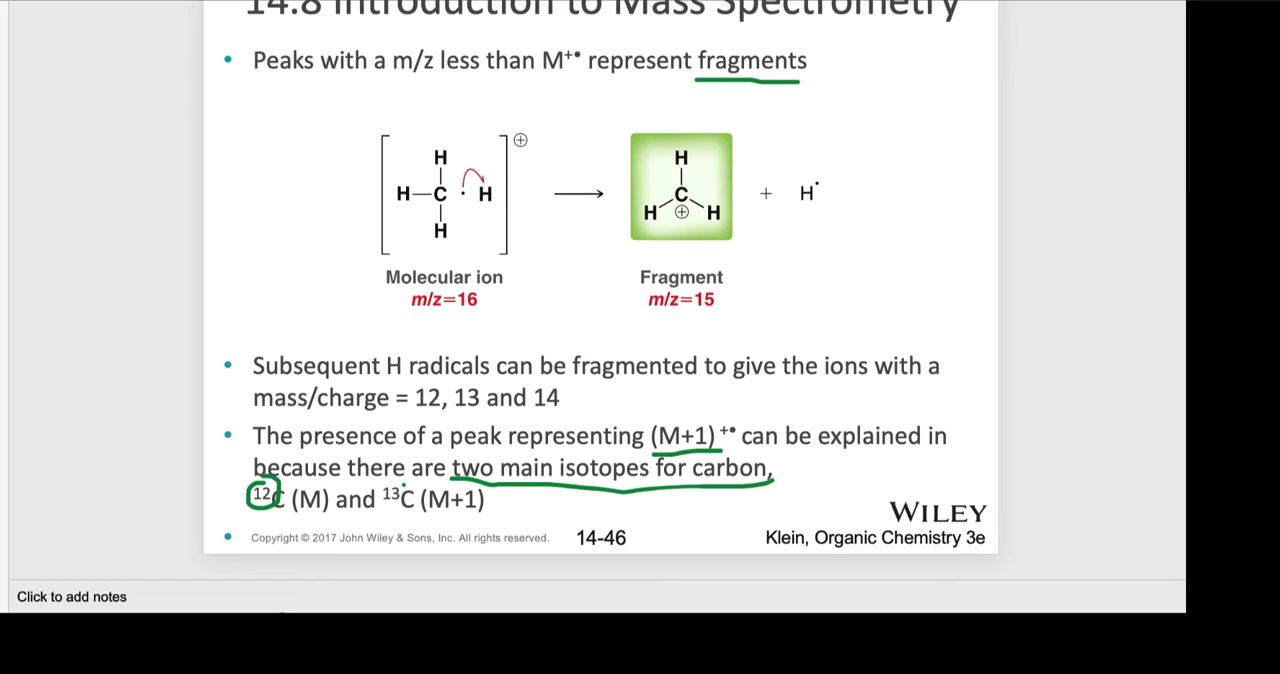 14.8 Introduction to Mass Spectrometry
• Peaks with a m/z less than M⁺• represent fragments
H
H—C · H
H
⊕
H
C
H ⊕ H
+ H•
Molecular ion
m/z=16
Fragment
m/z=15
• Subsequent H radicals can be fragmented to give the ions with a
mass/charge = 12, 13 and 14
• The presence of a peak representing (M+1)⁺• can be explained in
because there are two main isotopes for carbon,
¹²C (M) and ¹³C (M+1)
WILEY
• Copyright © 2017 John Wiley & Sons, Inc. All rights reserved. 14-46 Klein, Organic Chemistry 3e
Click to add notes